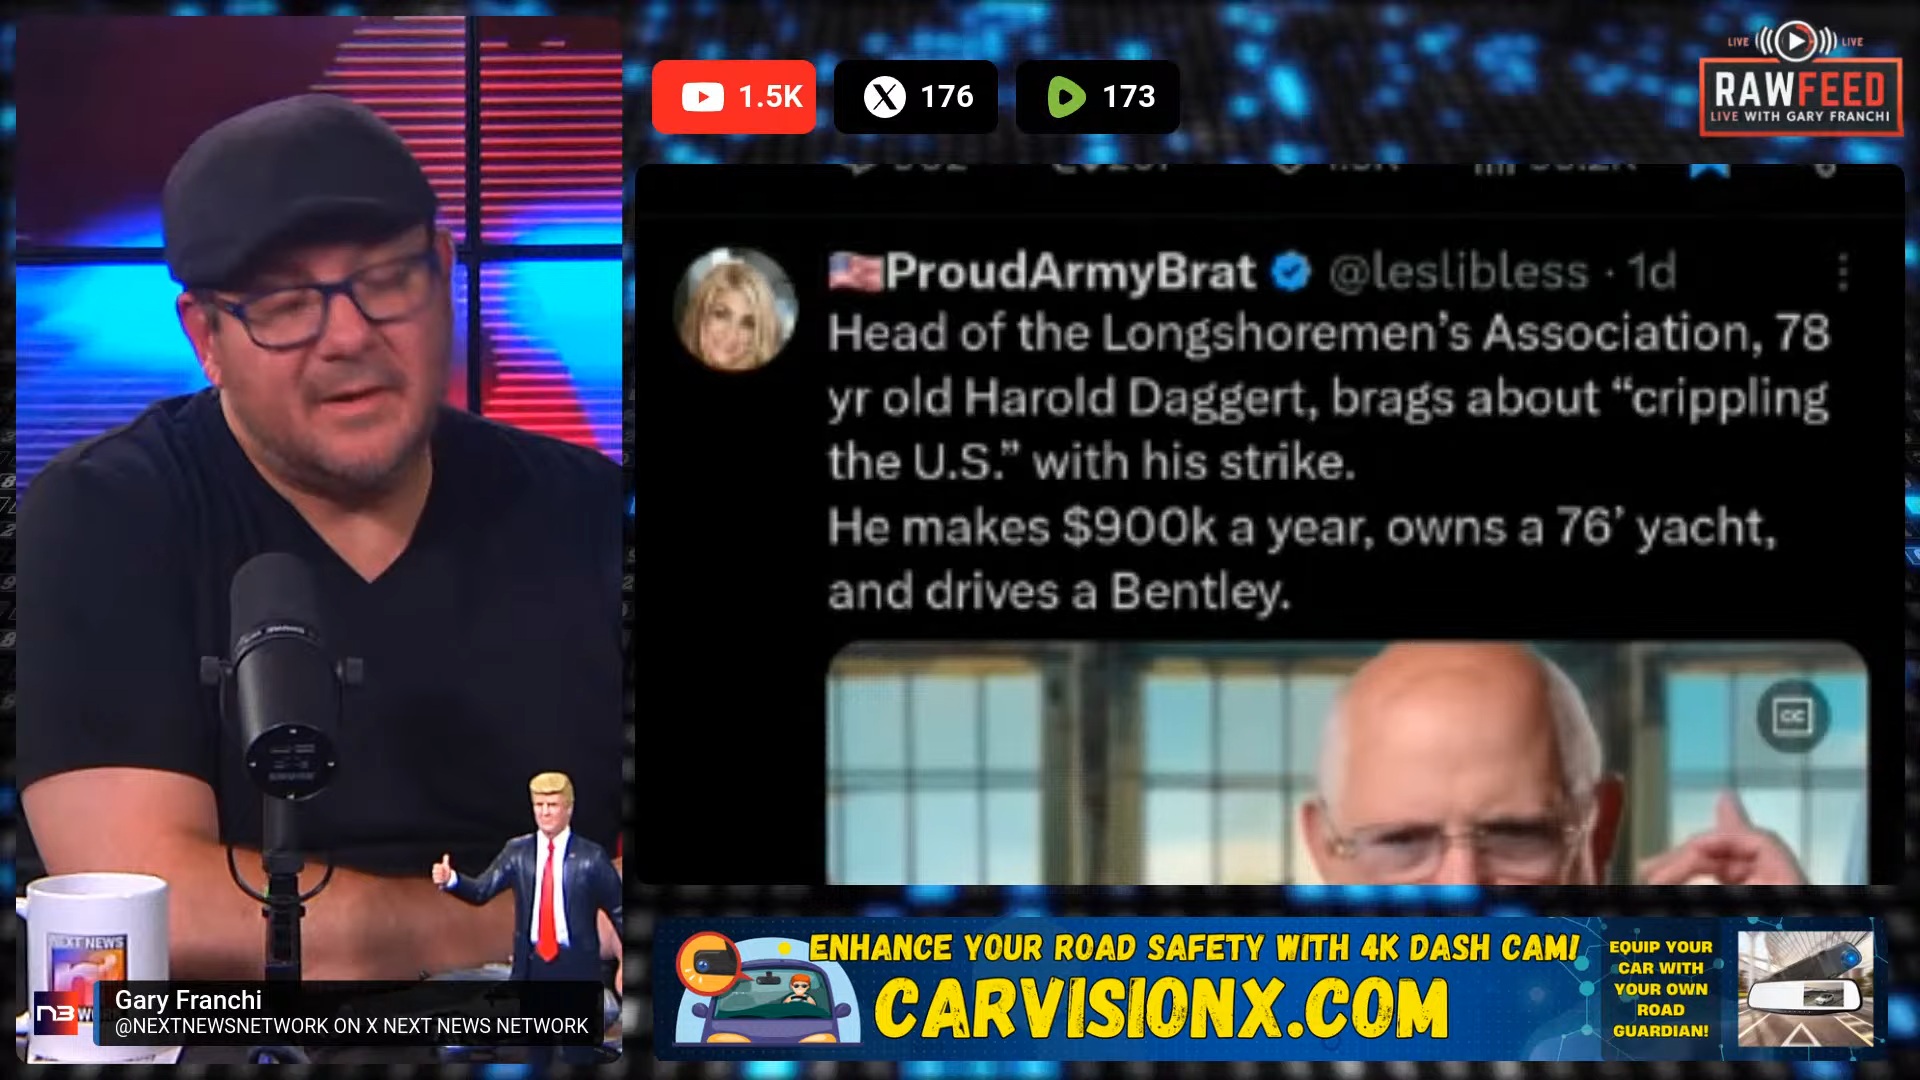 1.5K
176
173
LIVE
LIVE
RAWFEED
LIVE WITH GARY FRANCHI
ProudArmyBrat @leslibless · 1d
Head of the Longshoremen’s Association, 78
yr old Harold Daggert, brags about “crippling
the U.S.” with his strike.
He makes $900k a year, owns a 76’ yacht,
and drives a Bentley.
CC
NEXT NEWS
Gary Franchi
@NEXTNEWSNETWORK ON X NEXT NEWS NETWORK
ENHANCE YOUR ROAD SAFETY WITH 4K DASH CAM!
CARVISIONX.COM
EQUIP YOUR
CAR WITH
YOUR OWN
ROAD
GUARDIAN!